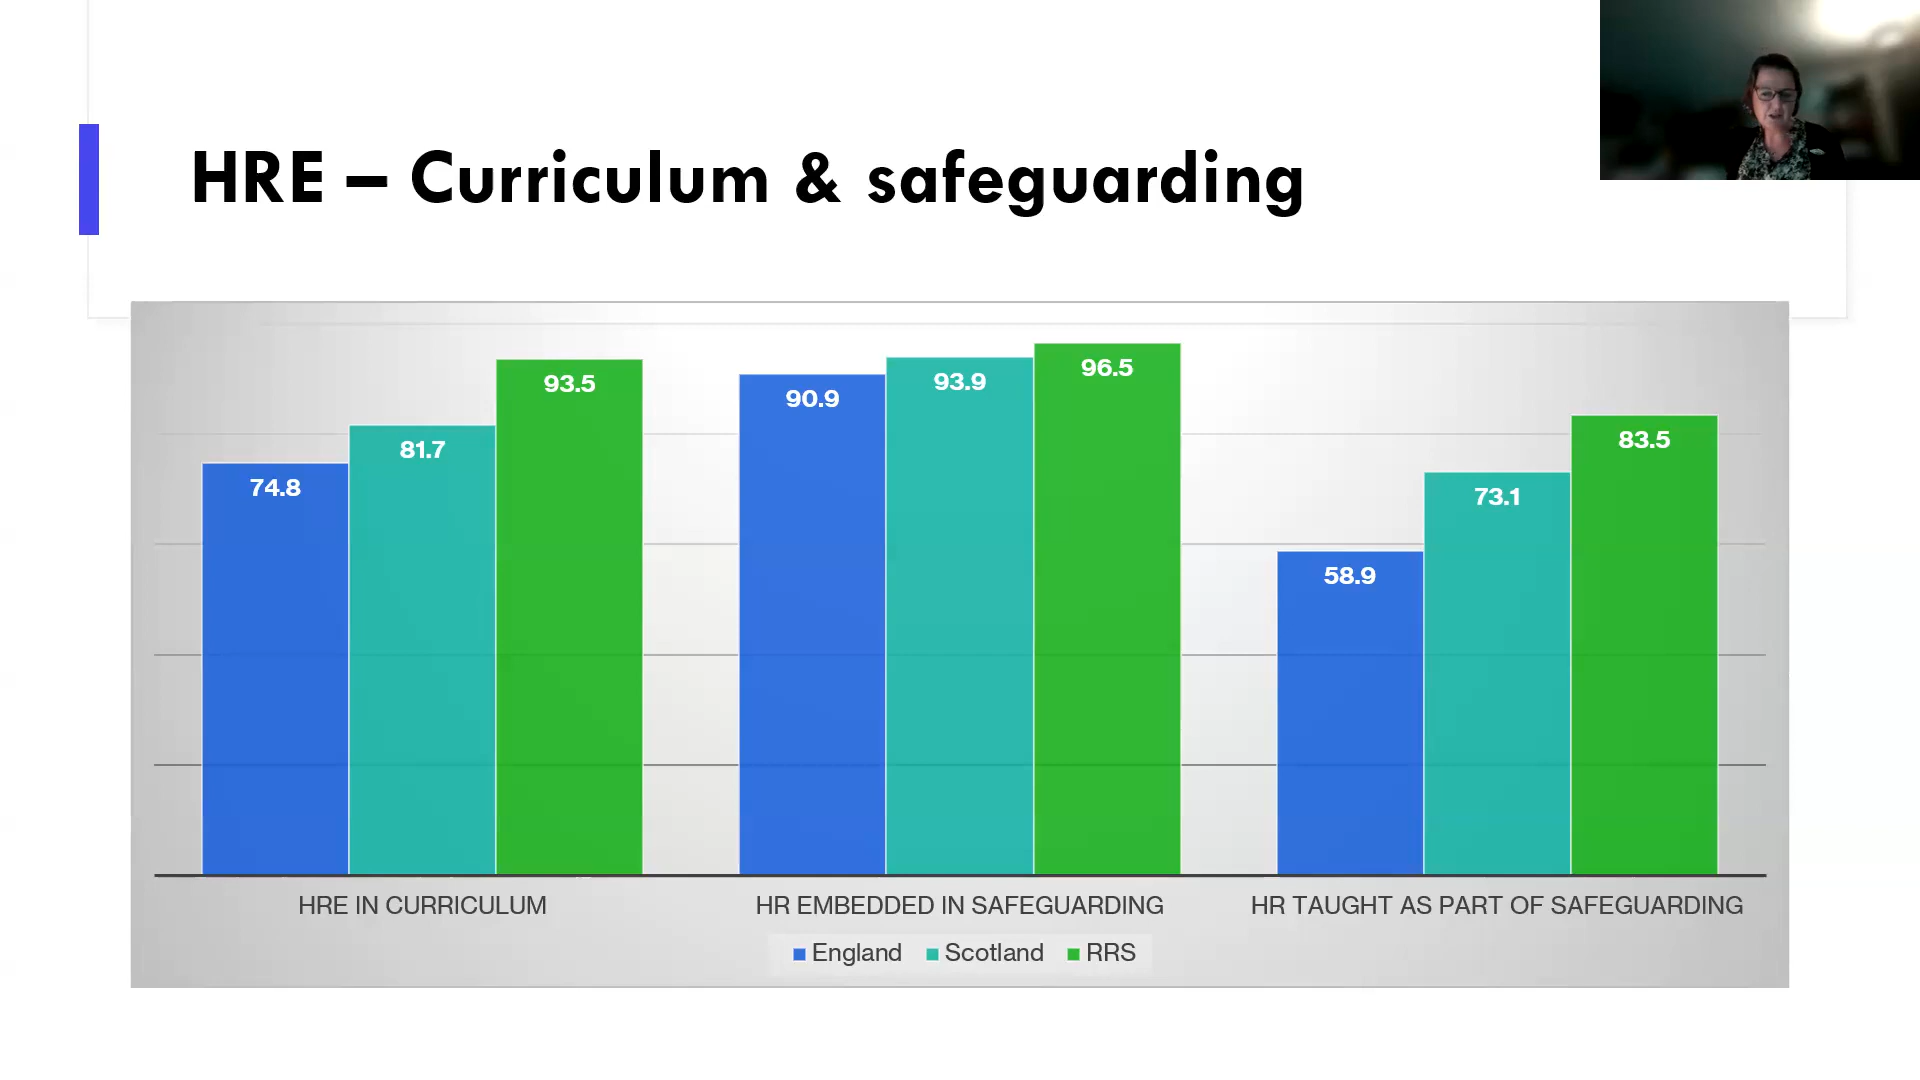 HRE – Curriculum & safeguarding
93.5
96.5
93.9
90.9
83.5
81.7
74.8
73.1
58.9
HRE IN CURRICULUM
HR EMBEDDED IN SAFEGUARDING
HR TAUGHT AS PART OF SAFEGUARDING
England Scotland RRS